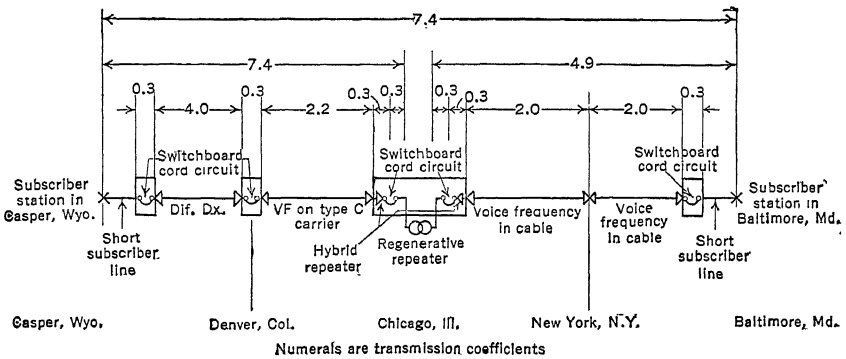 7.4
7.4
4.9
0.3
0.3
0.3
0.3
0.3
0.3
0.3
4.0
2.2
2.0
2.0
Switchboard
cord circuit
Switchboard
cord circuit
Switchboard
cord circuit
Subscriber
station in
Casper, Wyo.
Subscriber
station in
Baltimore, Md.
Dif. Dx.
VF on type C
carrier
Voice frequency
in cable
Voice
frequency
in cable
Short
subscriber
line
Hybrid
repeater
Regenerative
repeater
Short
subscriber
line
Casper, Wyo.
Denver, Col.
Chicago, Ill.
New York, N.Y.
Baltimore, Md.
Numerals are transmission coefficients